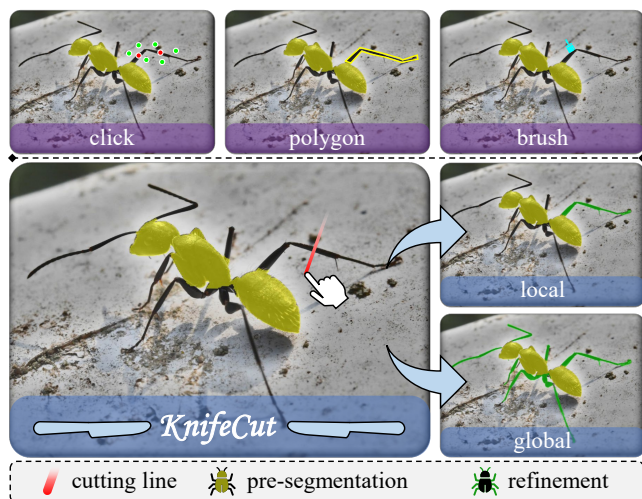 click
polygon
brush
local
KnifeCut
global
cutting line
pre-segmentation
refinement